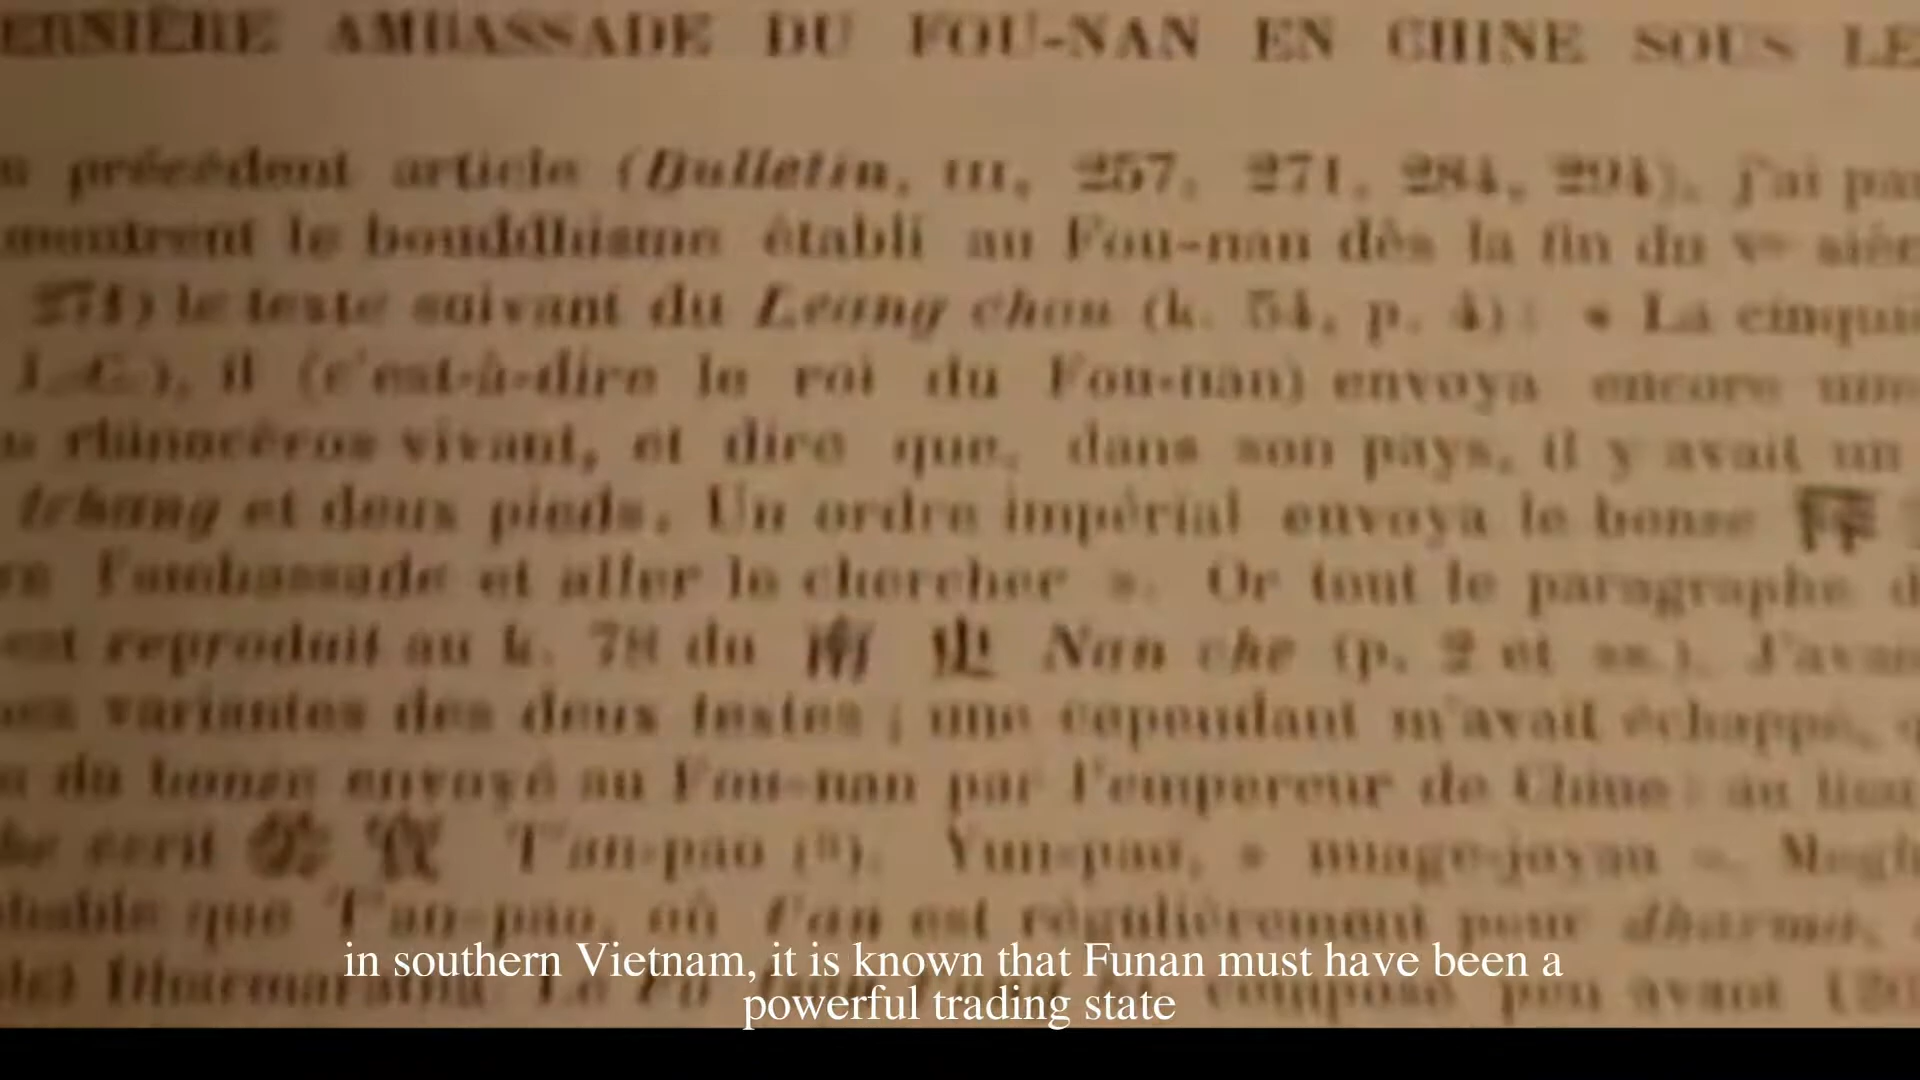 ERNIÈRE AMBASSADE DU FOU-NAN EN CHINE SOUS LE
précédent article (Bulletin, III, 257, 271, 284, 294), j'ai
montrent le bouddhisme établi au Fou-nan dès la fin du Ve
274) le texte suivant du Leang chou (k. 54, p. 4) : « La
J.-C.), il (c'est-à-dire le roi du Fou-nan) envoya encore une
rhinocéros vivant, et dire que, dans son pays, il y avait un
tchang et deux pieds. Un ordre impérial envoya le bonze
l'ambassade et aller le chercher ». Or tout le paragraphe
est reproduit au k. 78 du 南 史 Nan che (p. 2 et ss.). J'avais
variantes des deux textes ; une cependant m'avait échappé,
du bonze envoyé au Fou-nan par l'empereur de Chine : au lieu
écrit T'an-pao (3). Yun-pao, « nuage-joyau ».
que T'an-pao, où t'an est régulièrement pour dharma,
in southern Vietnam, it is known that Funan must have been a
powerful trading state